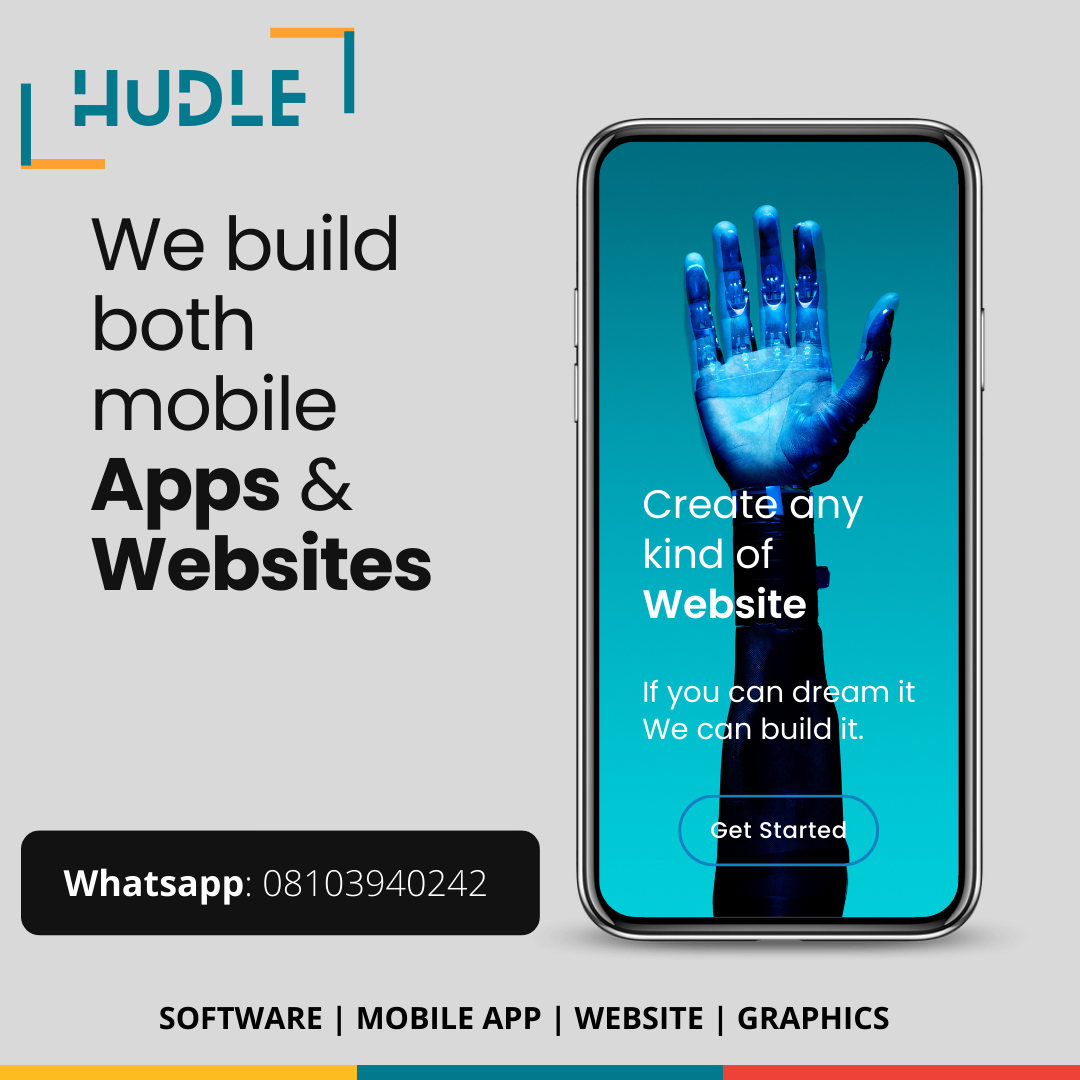 HUDLE
We build
both
mobile
Apps &
Websites
Create any
kind of
Website
If you can dream it
We can build it.
Get Started
Whatsapp: 08103940242
SOFTWARE | MOBILE APP | WEBSITE | GRAPHICS